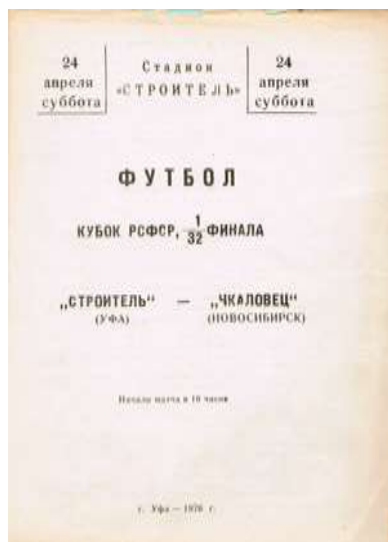 24
апреля
суббота
Стадион
«СТРОИТЕЛЬ»
24
апреля
суббота
ФУТБОЛ
КУБОК РСФСР, 1/32 ФИНАЛА
„СТРОИТЕЛЬ“ — „ЧКАЛОВЕЦ“
(УФА) (НОВОСИБИРСК)
Начало матча в часов
г. Уфа — 1976 г.